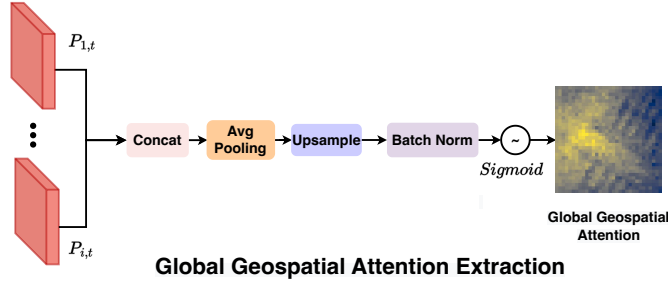 P1,t
Concat
Avg
Pooling
Upsample
Batch Norm
~
Sigmoid
Pi,t
Global Geospatial
Attention
Global Geospatial Attention Extraction